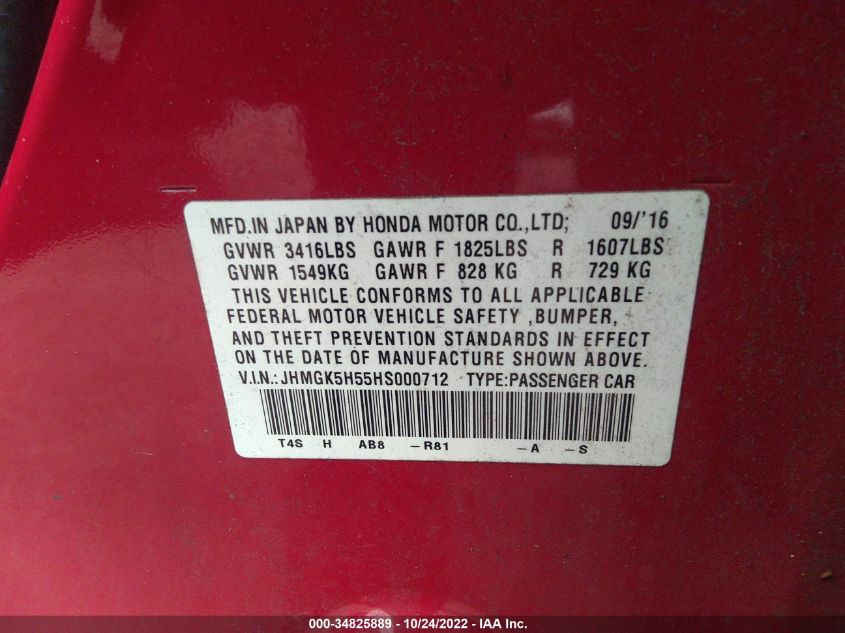 MFD.IN JAPAN BY HONDA MOTOR CO.,LTD; 09/'16
GVWR 3416LBS GAWR F 1825LBS R 1607LBS
GVWR 1549KG GAWR F 828 KG R 729 KG
THIS VEHICLE CONFORMS TO ALL APPLICABLE
FEDERAL MOTOR VEHICLE SAFETY ,BUMPER,
AND THEFT PREVENTION STANDARDS IN EFFECT
ON THE DATE OF MANUFACTURE SHOWN ABOVE.
V.I.N.: JHMGK5H55HS000712 TYPE:PASSENGER CAR
T4S H AB8 -R81 -A -S
000-34825889 - 10/24/2022 - IAA Inc.